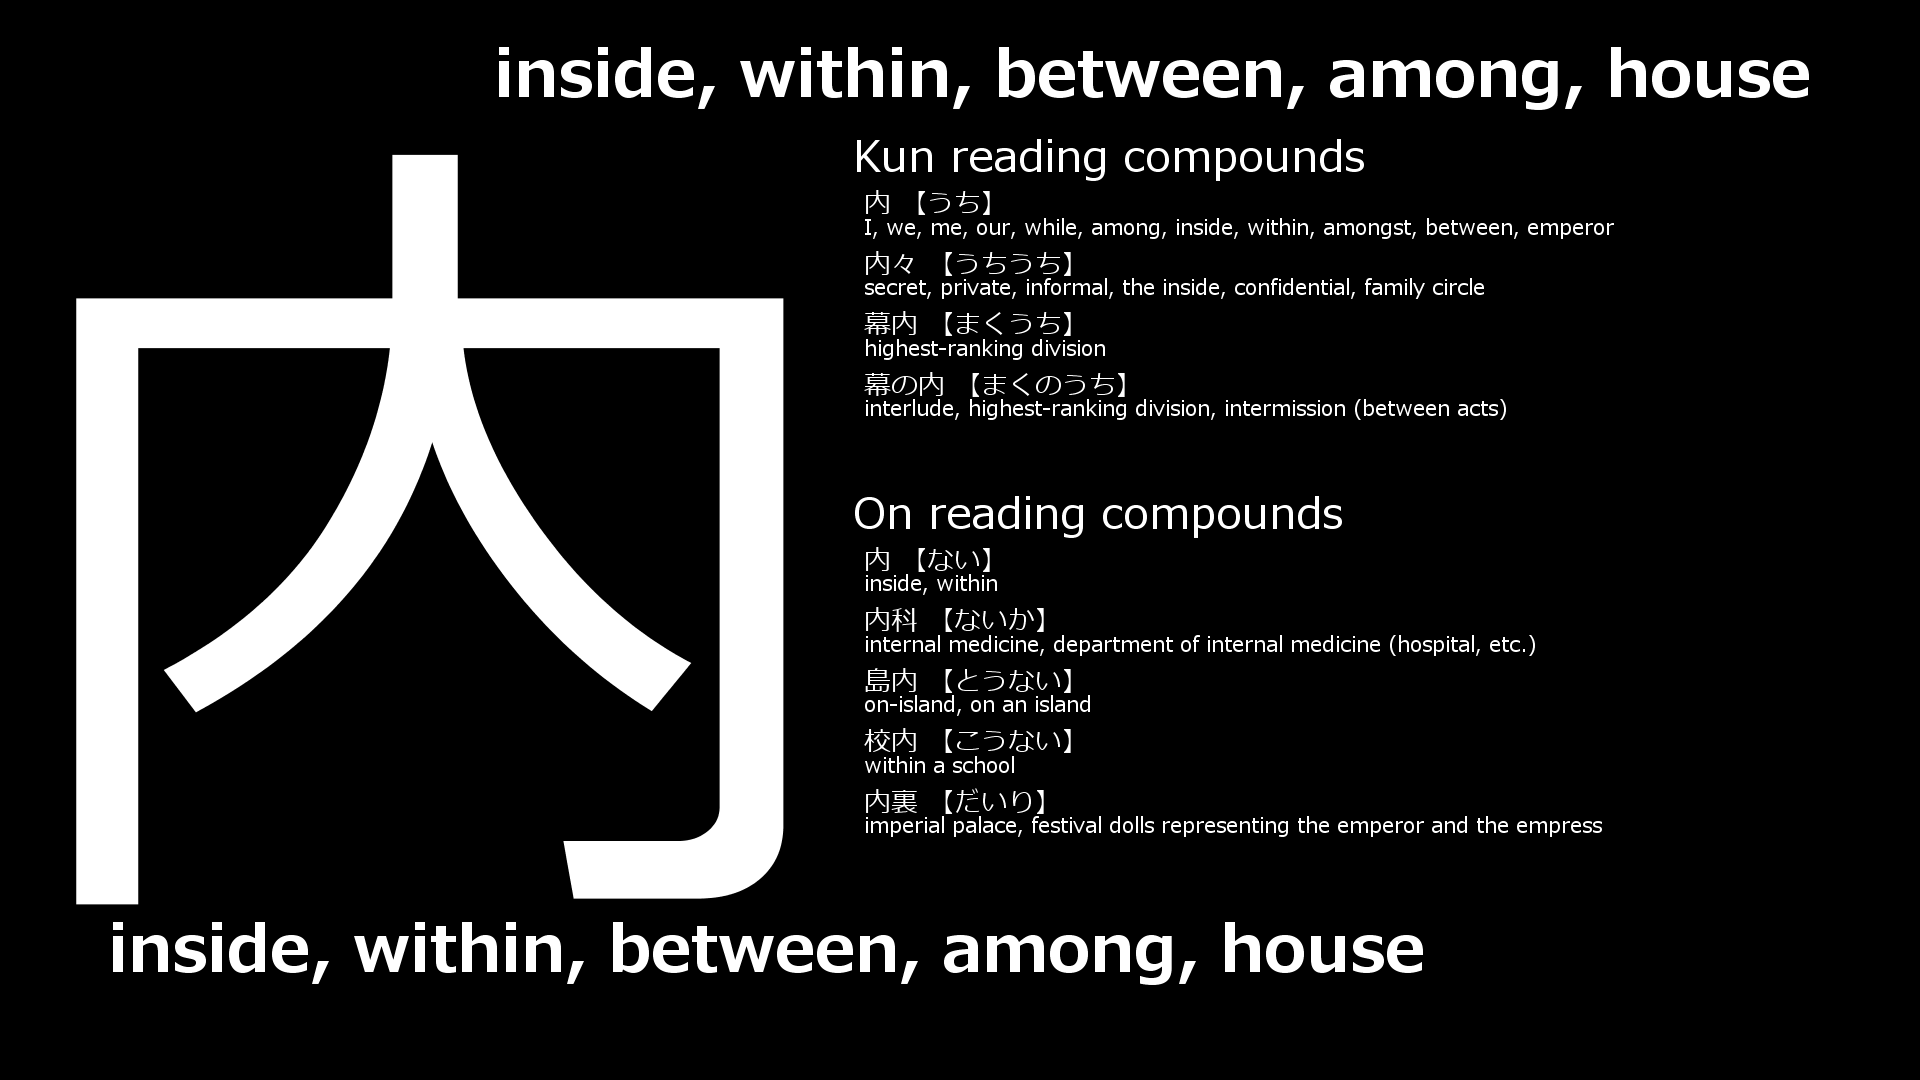 inside, within, between, among, house
内
Kun reading compounds
内 【うち】
I, we, me, our, while, among, inside, within, amongst, between, emperor
内々 【うちうち】
secret, private, informal, the inside, confidential, family circle
幕内 【まくうち】
highest-ranking division
幕の内 【まくのうち】
interlude, highest-ranking division, intermission (between acts)
On reading compounds
内 【ない】
inside, within
内科 【ないか】
internal medicine, department of internal medicine (hospital, etc.)
島内 【とうない】
on-island, on an island
校内 【こうない】
within a school
内裏 【だいり】
imperial palace, festival dolls representing the emperor and the empress
inside, within, between, among, house